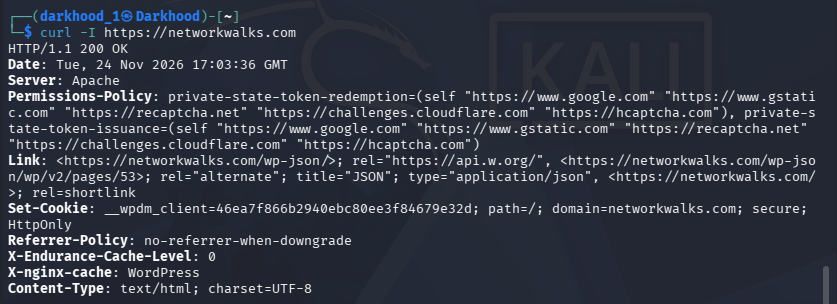 ┌──(darkhood_1㉿Darkhood)-[~]
└─$ curl -I https://networkwalks.com
HTTP/1.1 200 OK
Date: Tue, 24 Nov 2026 17:03:36 GMT
Server: Apache
Permissions-Policy: private-state-token-redemption=(self "https://www.google.com" "https://www.gstati
c.com" "https://recaptcha.net" "https://challenges.cloudflare.com" "https://hcaptcha.com"), private-s
tate-token-issuance=(self "https://www.google.com" "https://www.gstatic.com" "https://recaptcha.net"
"https://challenges.cloudflare.com" "https://hcaptcha.com")
Link: <https://networkwalks.com/wp-json/>; rel="https://api.w.org/", <https://networkwalks.com/wp-jso
n/wp/v2/pages/53>; rel="alternate"; title="JSON"; type="application/json", <https://networkwalks.com/
>; rel=shortlink
Set-Cookie: __wpdm_client=46ea7f866b2940ebc80ee3f84679e32d; path=/; domain=networkwalks.com; secure;
HttpOnly
Referrer-Policy: no-referrer-when-downgrade
X-Endurance-Cache-Level: 0
X-nginx-cache: WordPress
Content-Type: text/html; charset=UTF-8
KALI